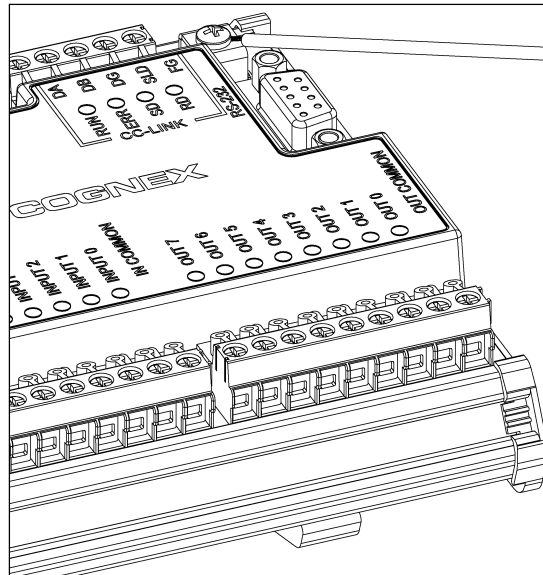 DA
DB
DG
SLD
FG
RUN
ERR
SD
RD
CC-LINK
RS-232
COGNEX
INPUT 2
INPUT 1
INPUT 0
IN COMMON
OUT 7
OUT 6
OUT 5
OUT 4
OUT 3
OUT 2
OUT 1
OUT 0
OUT COMMON